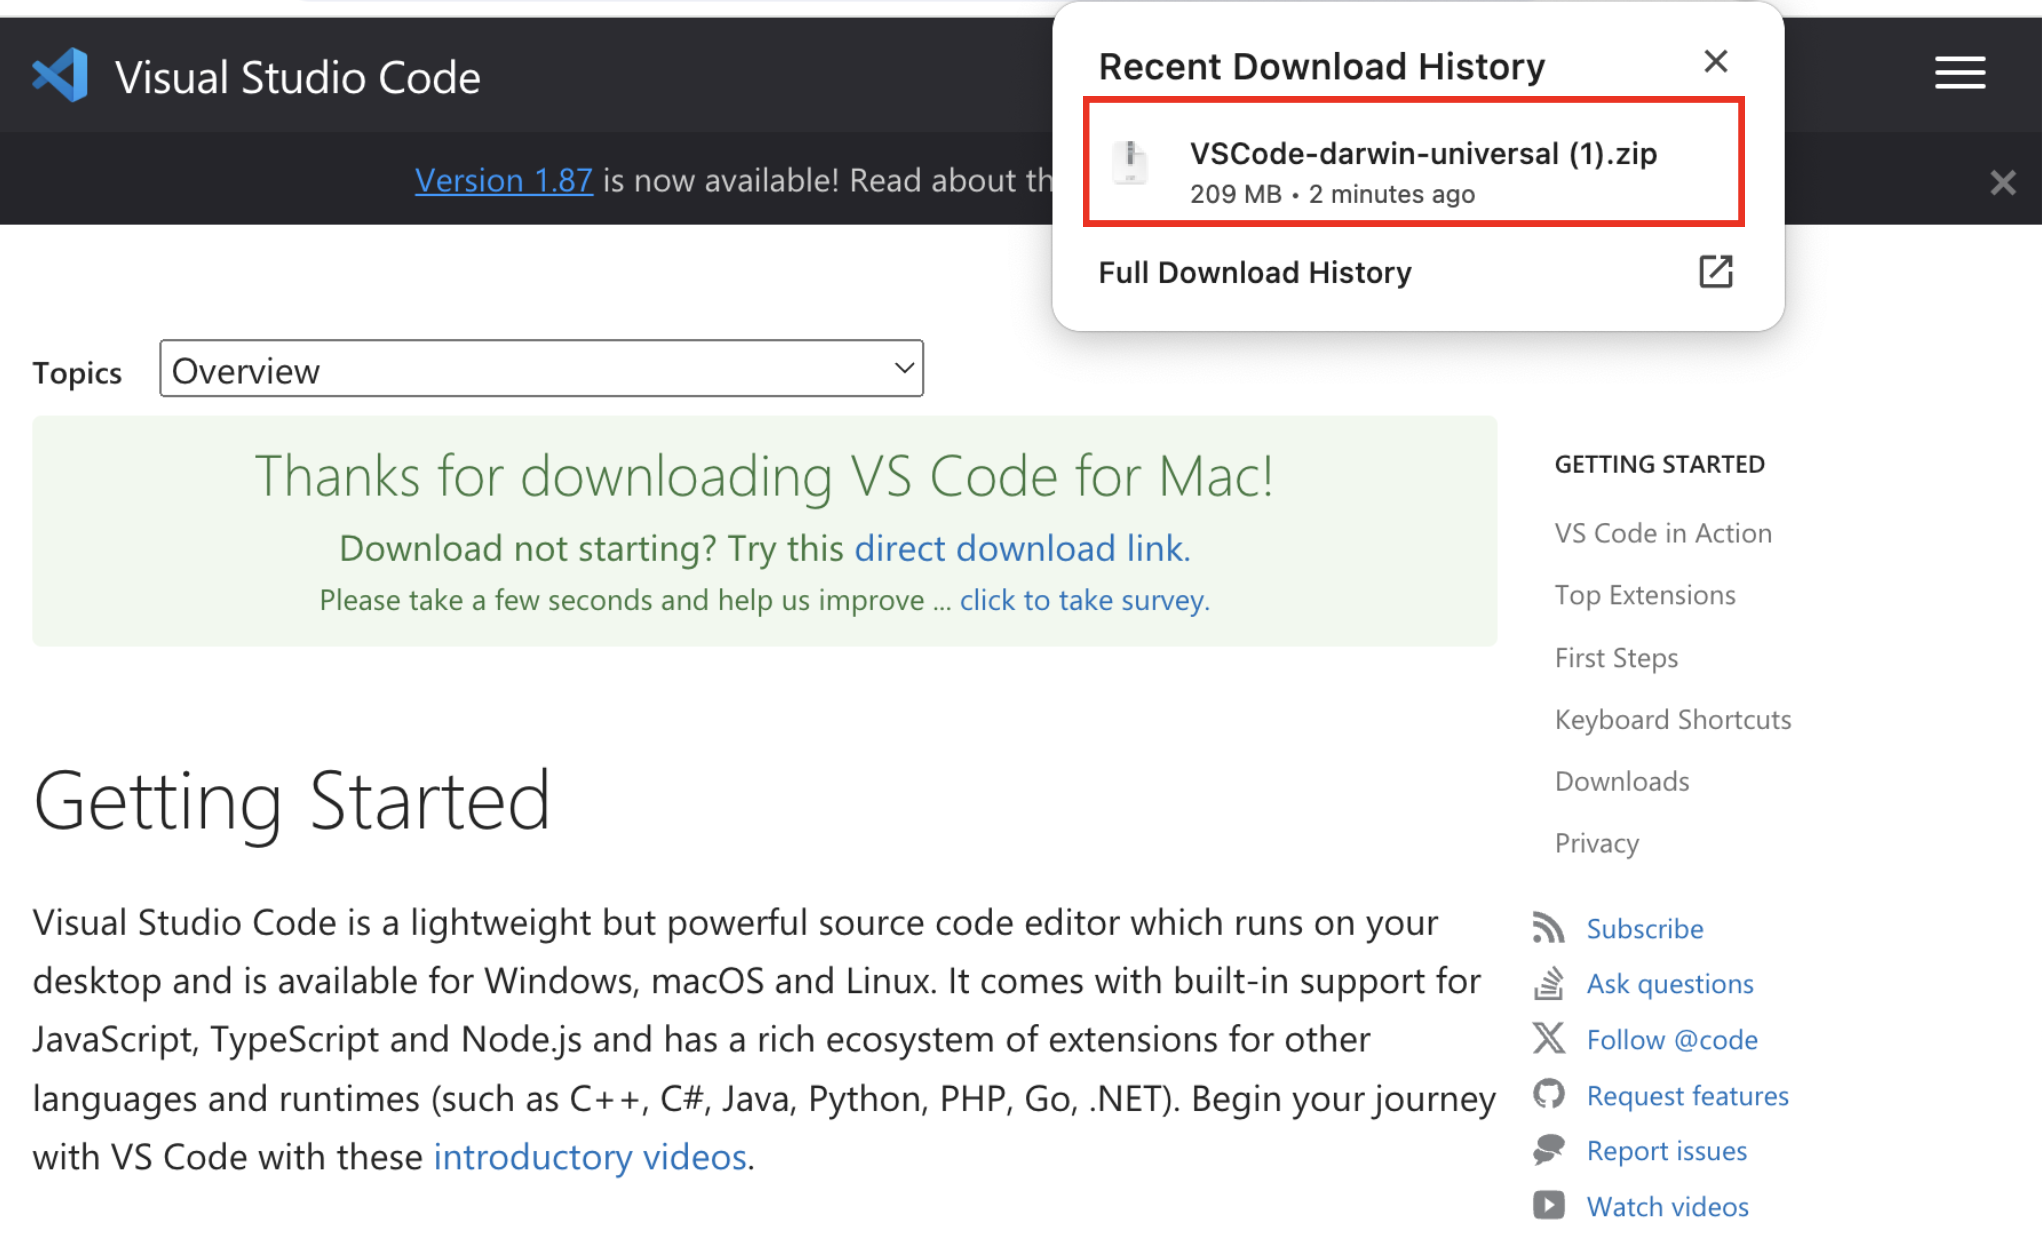 Visual Studio Code
Version 1.87 is now available! Read about th
Recent Download History
VSCode-darwin-universal (1).zip
209 MB • 2 minutes ago
Full Download History
Topics
Overview
Thanks for downloading VS Code for Mac!
Download not starting? Try this direct download link.
Please take a few seconds and help us improve ... click to take survey.
Getting Started
Visual Studio Code is a lightweight but powerful source code editor which runs on your
desktop and is available for Windows, macOS and Linux. It comes with built-in support for
JavaScript, TypeScript and Node.js and has a rich ecosystem of extensions for other
languages and runtimes (such as C++, C#, Java, Python, PHP, Go, .NET). Begin your journey
with VS Code with these introductory videos.
GETTING STARTED
VS Code in Action
Top Extensions
First Steps
Keyboard Shortcuts
Downloads
Privacy
Subscribe
Ask questions
Follow @code
Request features
Report issues
Watch videos